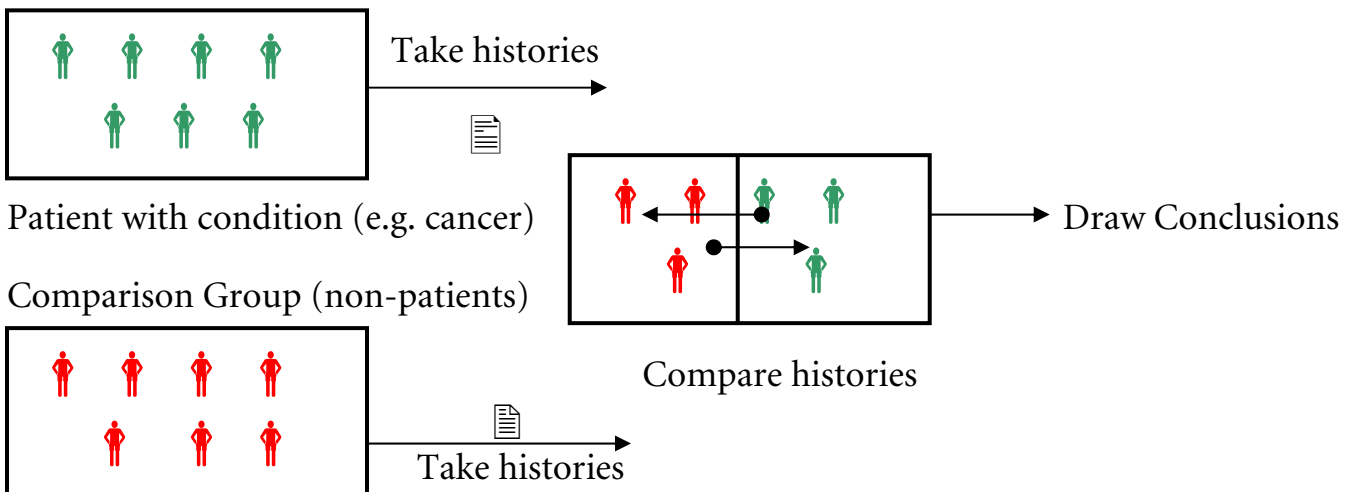 Take histories
Patient with condition (e.g. cancer)
Draw Conclusions
Comparison Group (non-patients)
Compare histories
Take histories